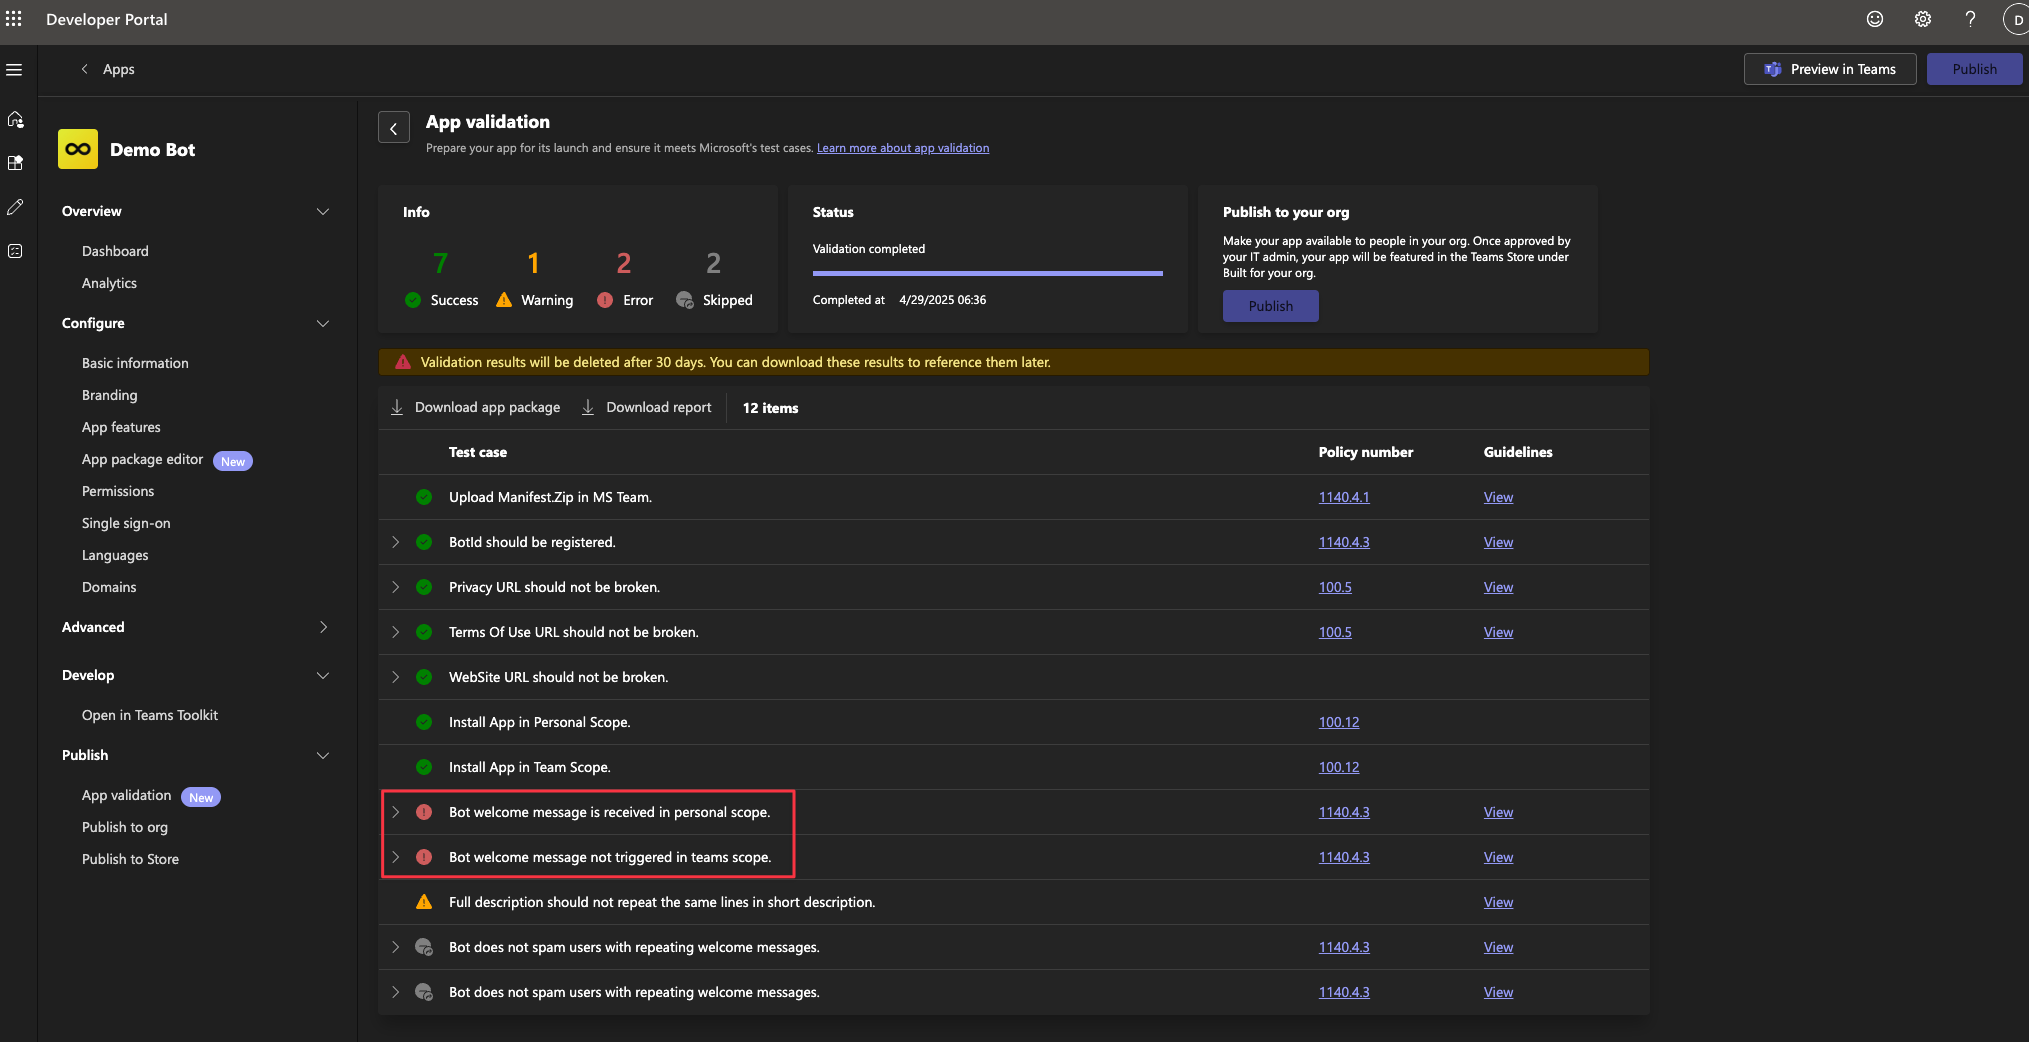 Developer Portal
D
Apps
Preview in Teams
Publish
Demo Bot
Overview
Dashboard
Analytics
Configure
Basic information
Branding
App features
App package editor New
Permissions
Single sign-on
Languages
Domains
Advanced
Develop
Open in Teams Toolkit
Publish
App validation New
Publish to org
Publish to Store
App validation
Prepare your app for its launch and ensure it meets Microsoft's test cases. Learn more about app validation
Info
7 1 2 2
Success Warning Error Skipped
Status
Validation completed
Completed at 4/29/2025 06:36
Publish to your org
Make your app available to people in your org. Once approved by
your IT admin, your app will be featured in the Teams Store under
Built for your org.
Publish
Validation results will be deleted after 30 days. You can download these results to reference them later.
Download app package Download report 12 items
Test case Policy number Guidelines
Upload Manifest.Zip in MS Team. 1140.4.1 View
BotId should be registered. 1140.4.3 View
Privacy URL should not be broken. 100.5 View
Terms Of Use URL should not be broken. 100.5 View
WebSite URL should not be broken.
Install App in Personal Scope. 100.12
Install App in Team Scope. 100.12
Bot welcome message is received in personal scope. 1140.4.3 View
Bot welcome message not triggered in teams scope. 1140.4.3 View
Full description should not repeat the same lines in short description. View
Bot does not spam users with repeating welcome messages. 1140.4.3 View
Bot does not spam users with repeating welcome messages. 1140.4.3 View